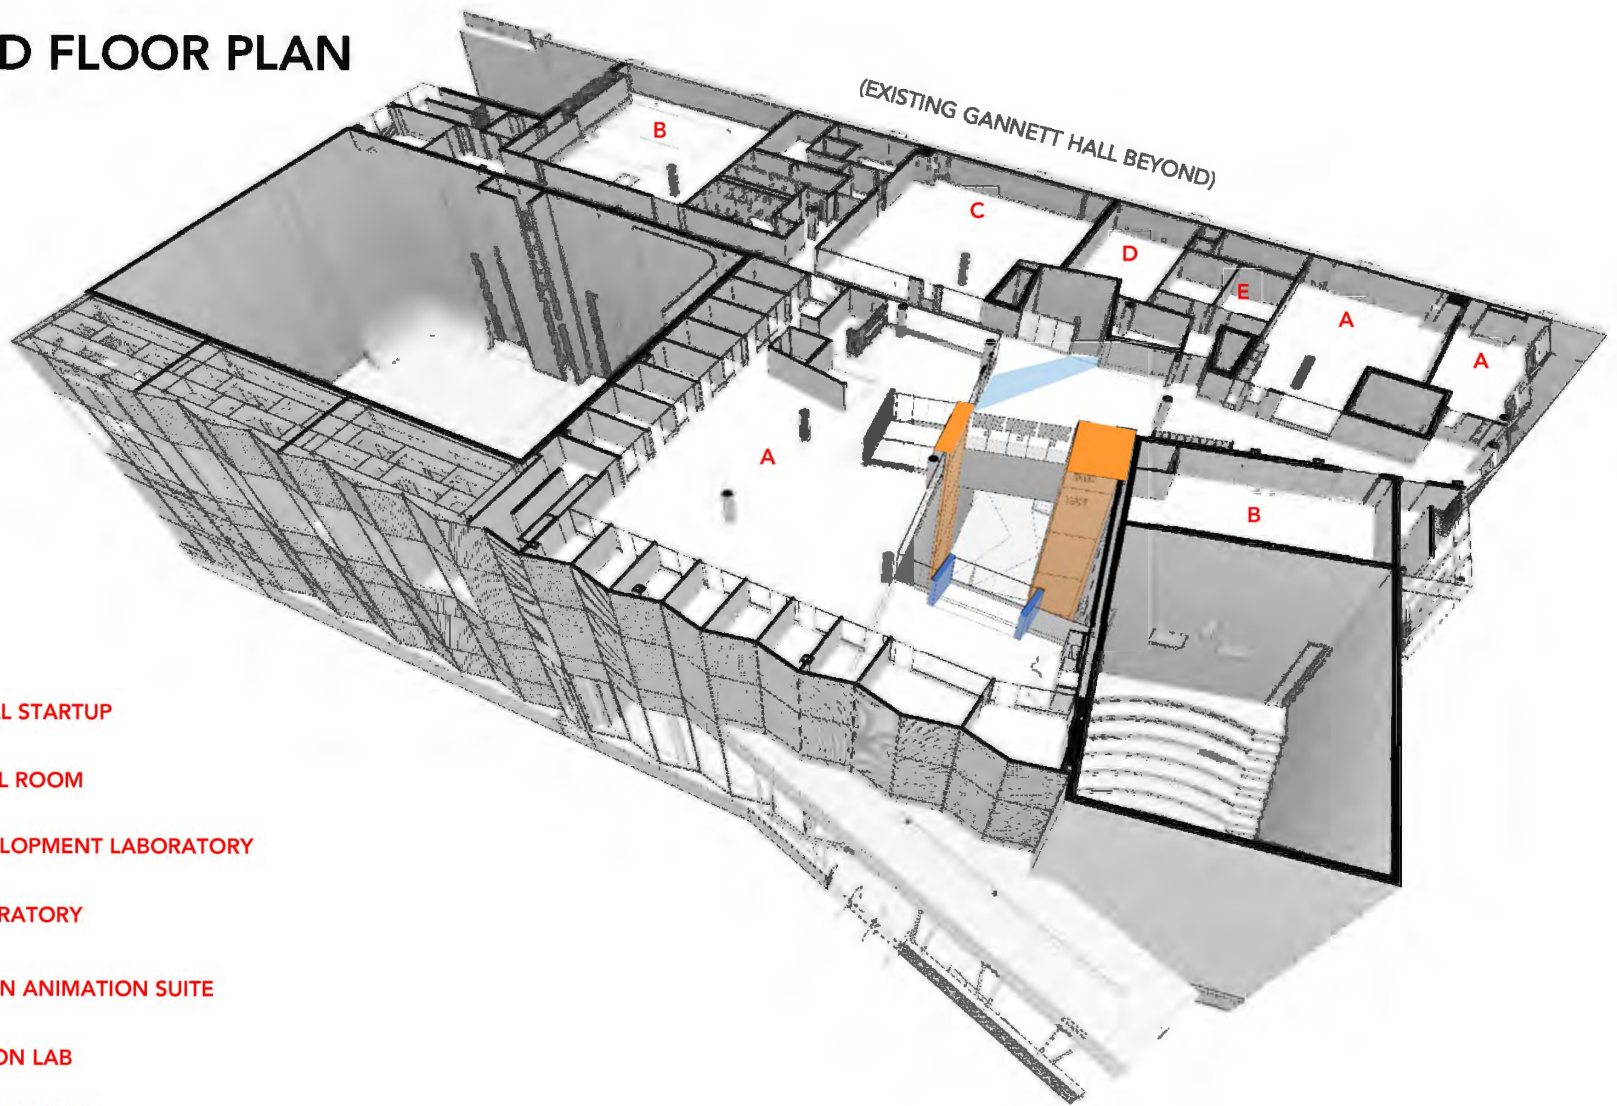 D FLOOR PLAN
(EXISTING GANNETT HALL BEYOND)
B
C
D
E
A
A
A
B
L STARTUP
L ROOM
LOPMENT LABORATORY
RATORY
N ANIMATION SUITE
ON LAB